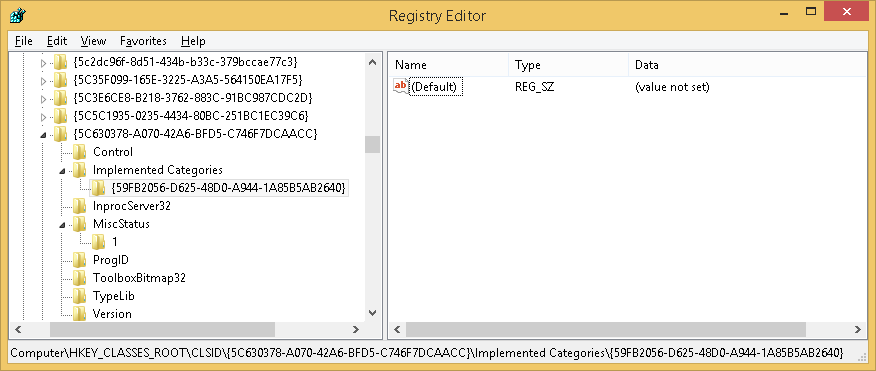 Registry Editor
File Edit View Favorites Help
{5c2dc96f-8d51-434b-b33c-379bccae77c3}
{5C35F099-165E-3225-A3A5-564150EA17F5}
{5C3E6CE8-B218-3762-883C-91BC987CDC2D}
{5C5C1935-0235-4434-80BC-251BC1EC39C6}
{5C630378-A070-42A6-BFD5-C746F7DCAACC}
Control
Implemented Categories
{59FB2056-D625-48D0-A944-1A85B5AB2640}
InprocServer32
MiscStatus
1
ProgID
ToolboxBitmap32
TypeLib
Version
Name Type Data
ab (Default) REG_SZ (value not set)
Computer\HKEY_CLASSES_ROOT\CLSID\{5C630378-A070-42A6-BFD5-C746F7DCAACC}\Implemented Categories\{59FB2056-D625-48D0-A944-1A85B5AB2640}